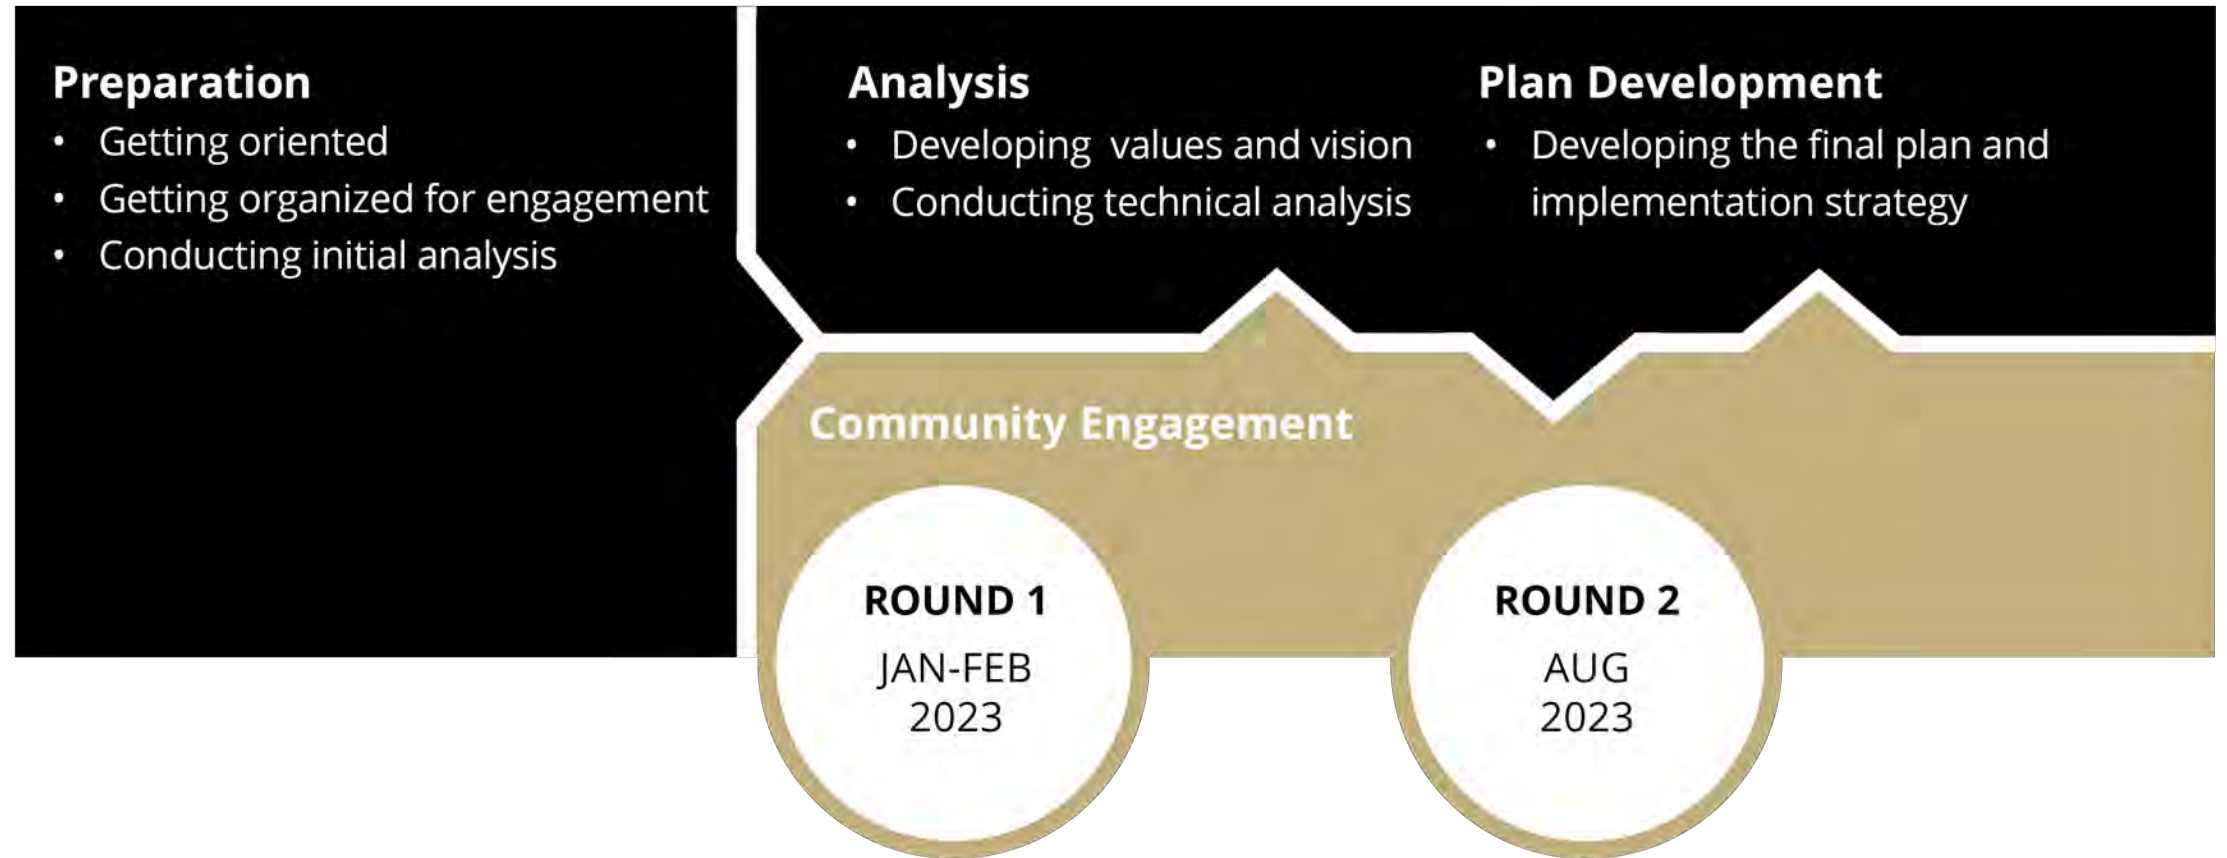 Preparation
• Getting oriented
• Getting organized for engagement
• Conducting initial analysis
Analysis
• Developing  values and vision
• Conducting technical analysis
Plan Development
• Developing the final plan and
implementation strategy
Community Engagement
ROUND 1
JAN-FEB
2023
ROUND 2
AUG
2023